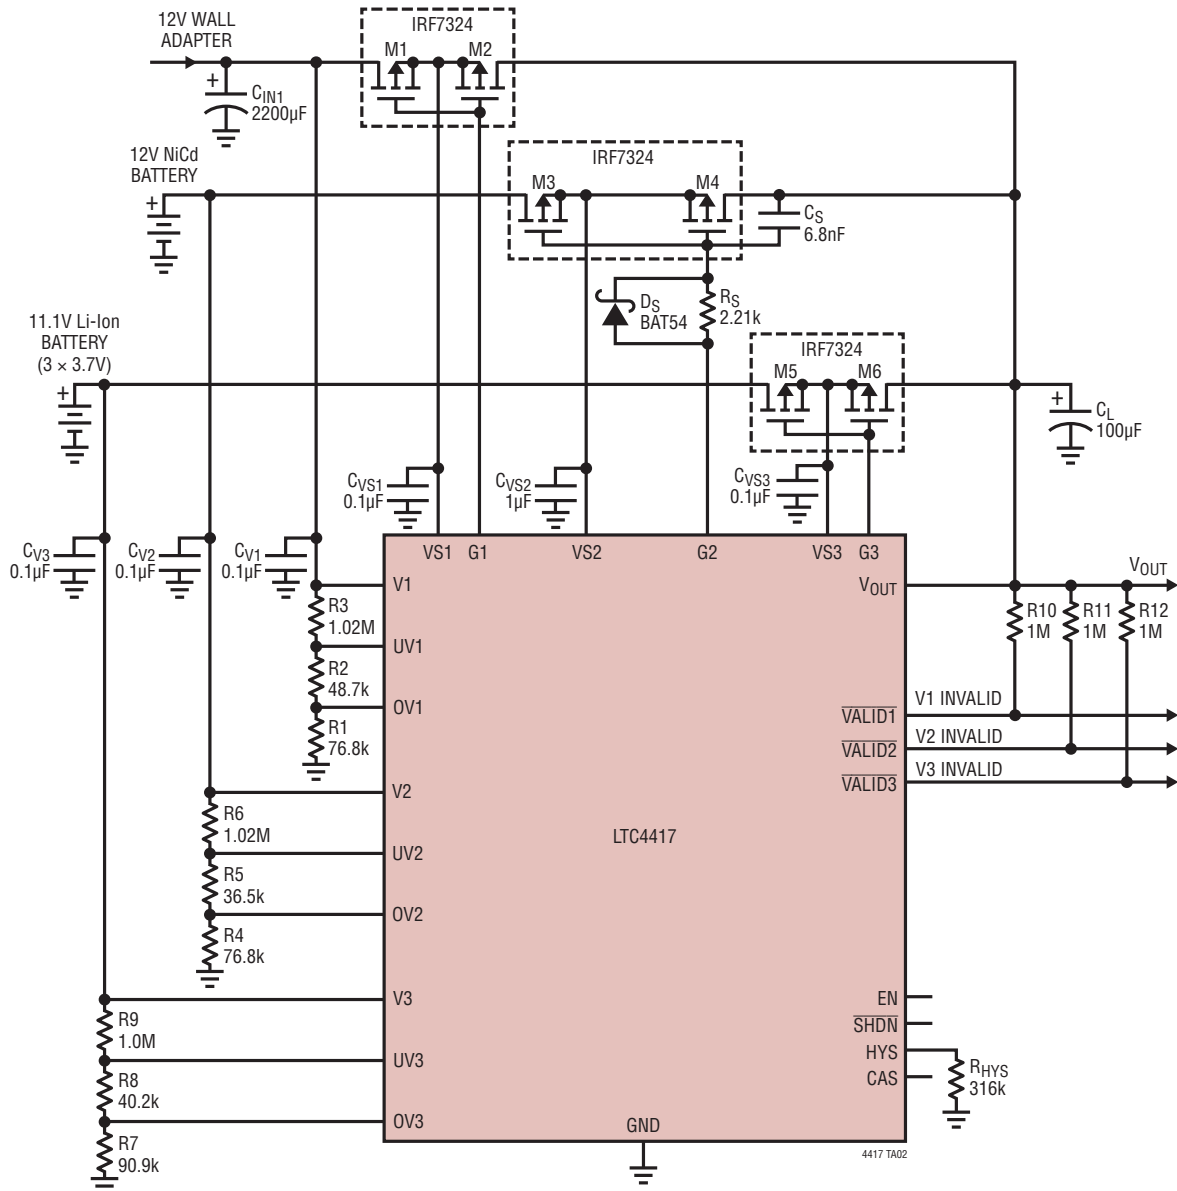 12V WALL
ADAPTER
IRF7324
M1
M2
+
CIN1
2200µF
12V NiCd
BATTERY
+
IRF7324
M3
M4
CS
6.8nF
DS
BAT54
RS
2.21k
11.1V Li-Ion
BATTERY
(3 × 3.7V)
+
IRF7324
M5
M6
+
CL
100µF
CVS1
0.1µF
CVS2
1µF
CVS3
0.1µF
CV3
0.1µF
CV2
0.1µF
CV1
0.1µF
VS1
G1
VS2
G2
VS3
G3
V1
VOUT
VOUT
R3
1.02M
R10
1M
R11
1M
R12
1M
UV1
R2
48.7k
OV1
R1
76.8k
VALID1
V1 INVALID
VALID2
V2 INVALID
VALID3
V3 INVALID
V2
R6
1.02M
LTC4417
UV2
R5
36.5k
OV2
R4
76.8k
V3
R9
1.0M
UV3
R8
40.2k
OV3
R7
90.9k
EN
SHDN
HYS
CAS
RHYS
316k
GND
4417 TA02